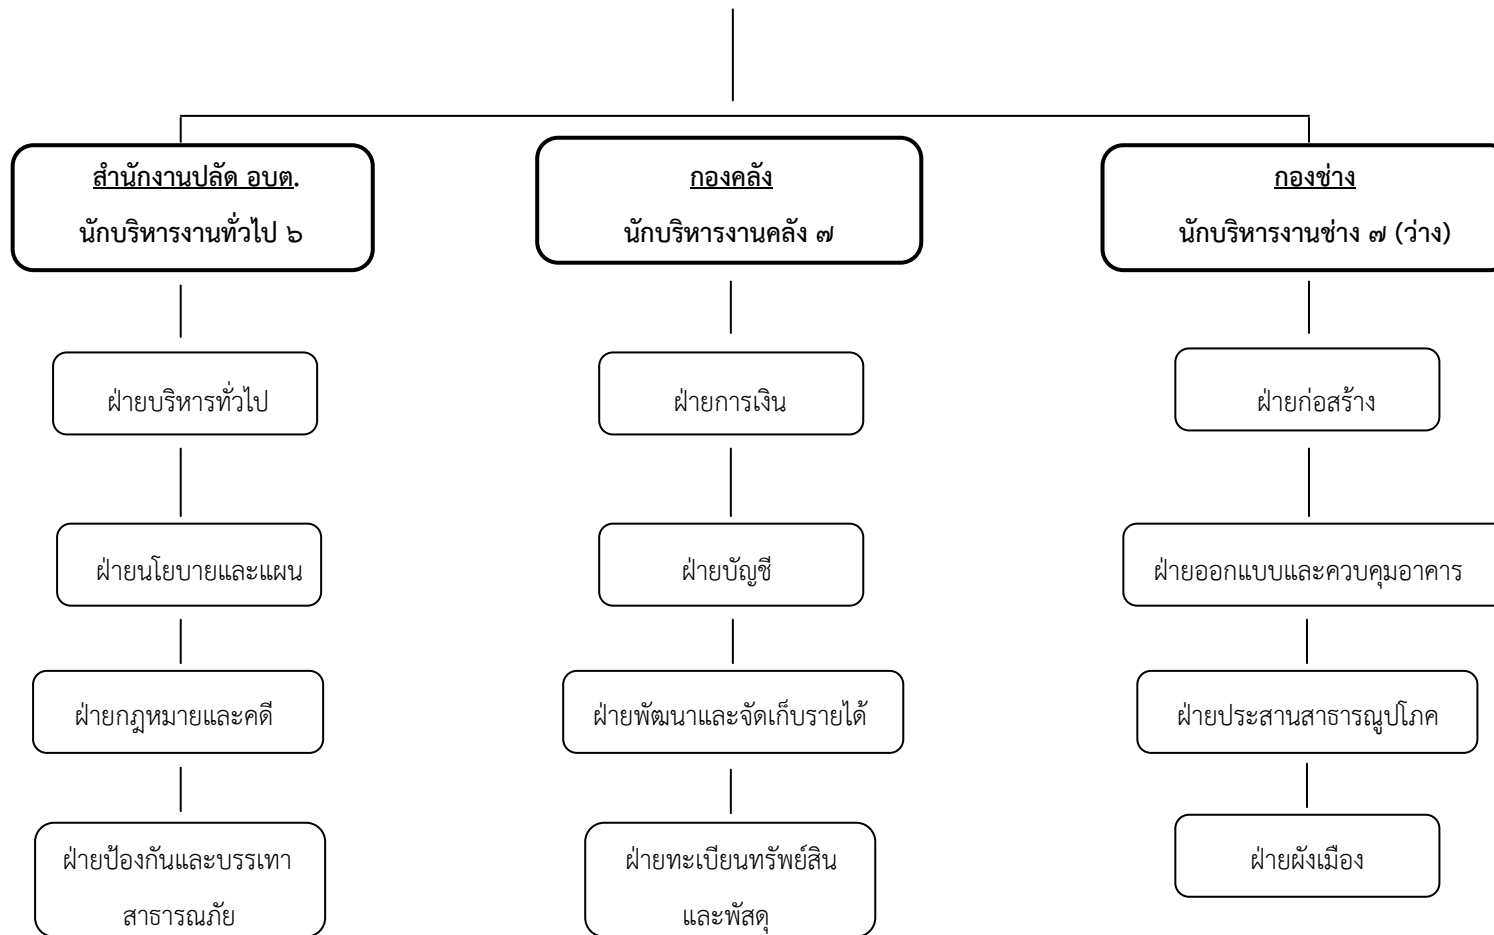 สำนักงานปลัด อบต.
นักบริหารงานทั่วไป ๖
กองคลัง
นักบริหารงานคลัง ๗
กองช่าง
นักบริหารงานช่าง ๗ (ว่าง)
ฝ่ายบริหารทั่วไป
ฝ่ายการเงิน
ฝ่ายก่อสร้าง
ฝ่ายนโยบายและแผน
ฝ่ายบัญชี
ฝ่ายออกแบบและควบคุมอาคาร
ฝ่ายกฎหมายและคดี
ฝ่ายพัฒนาและจัดเก็บรายได้
ฝ่ายประสานสาธารณูปโภค
ฝ่ายป้องกันและบรรเทา
สาธารณภัย
ฝ่ายทะเบียนทรัพย์สิน
และพัสดุ
ฝ่ายผังเมือง